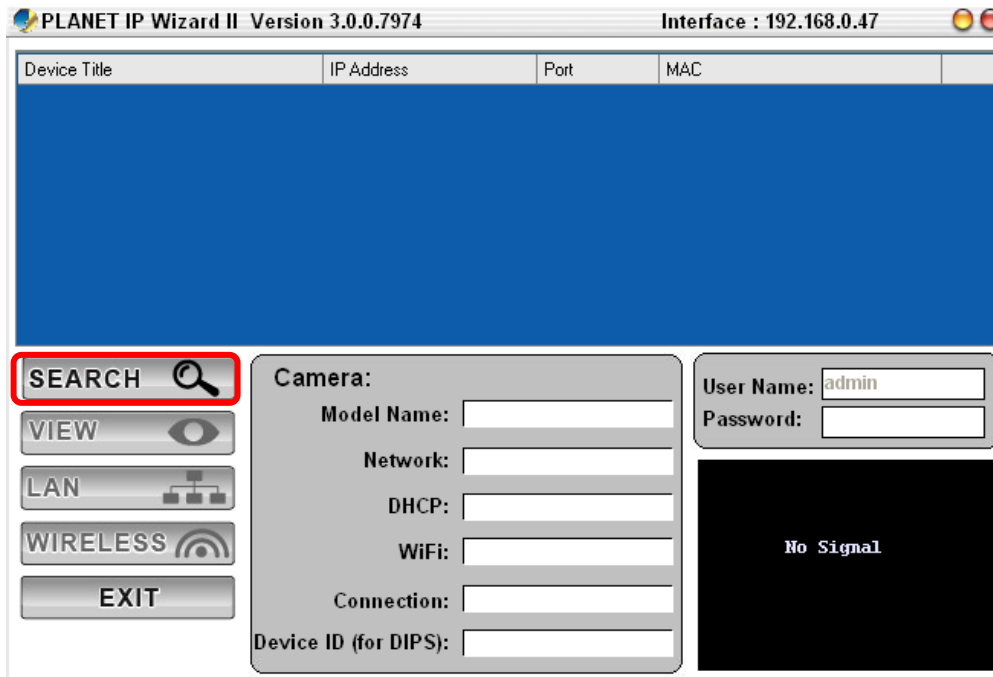 PLANET IP Wizard II Version 3.0.0.7974 Interface : 192.168.0.47
Device Title IP Address Port MAC
SEARCH
VIEW
LAN
WIRELESS
EXIT
Camera:
Model Name:
Network:
DHCP:
WiFi:
Connection:
Device ID (for DIPS):
User Name: admin
Password:
No Signal